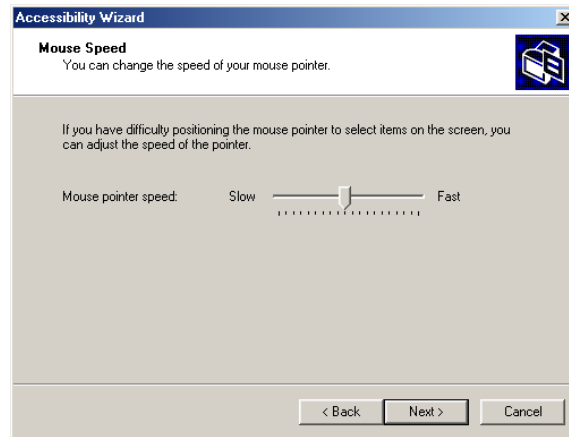 Accessibility Wizard
Mouse Speed
You can change the speed of your mouse pointer.
If you have difficulty positioning the mouse pointer to select items on the screen, you
can adjust the speed of the pointer.
Mouse pointer speed: Slow Fast
< Back Next > Cancel